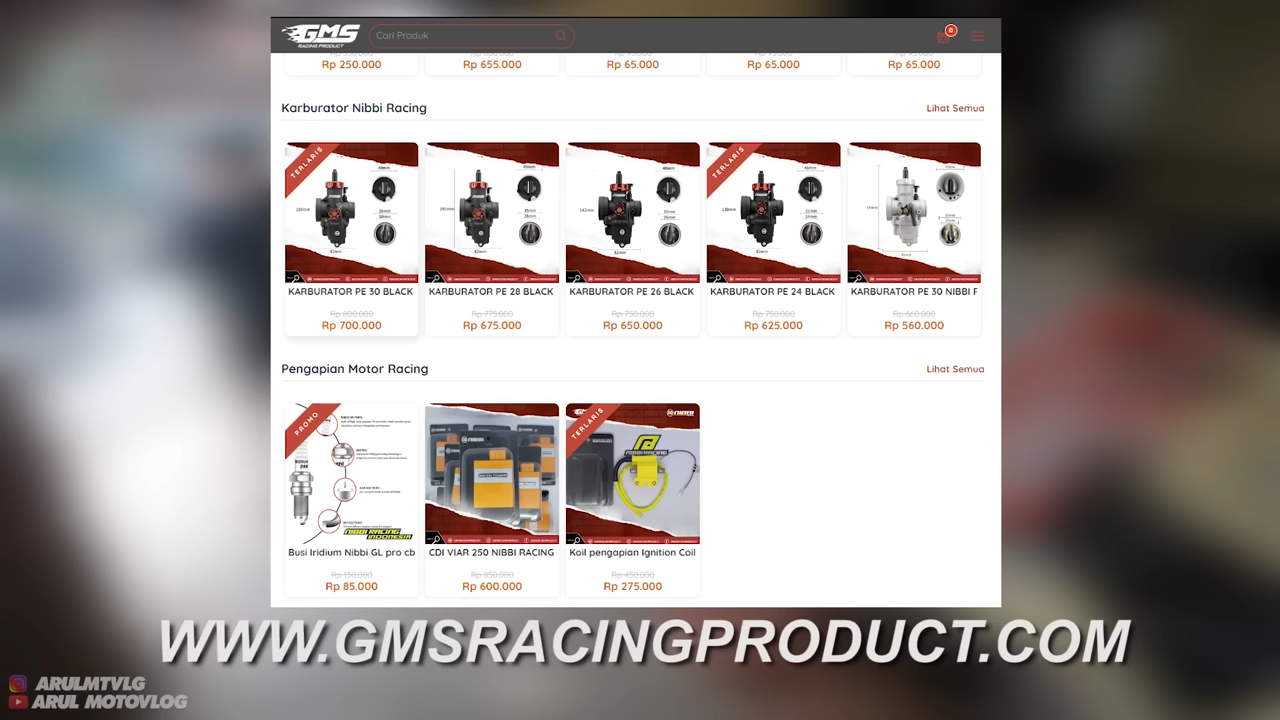 GMS
RACING PRODUCT
Cari Produk
0
Rp 250.000
Rp 655.000
Rp 65.000
Rp 65.000
Rp 65.000
Karburator Nibbi Racing
Lihat Semua
TERLARIS
TERLARIS
KARBURATOR PE 30 BLACK
KARBURATOR PE 28 BLACK
KARBURATOR PE 26 BLACK
KARBURATOR PE 24 BLACK
KARBURATOR PE 30 NIBBI F
Rp 800.000
Rp 775.000
Rp 750.000
Rp 750.000
Rp 660.000
Rp 700.000
Rp 675.000
Rp 650.000
Rp 625.000
Rp 560.000
Pengapian Motor Racing
Lihat Semua
PROMO
TERLARIS
NIBBI
NIBBI RACING
NIBBI RACING
INDONESIA
Busi Iridium Nibbi GL pro cb
CDI VIAR 250 NIBBI RACING
Koil pengapian Ignition Coil
Rp 150.000
Rp 850.000
Rp 450.000
Rp 85.000
Rp 600.000
Rp 275.000
WWW.GMSRACINGPRODUCT.COM
ARULMTVLG
ARUL MOTOVLOG